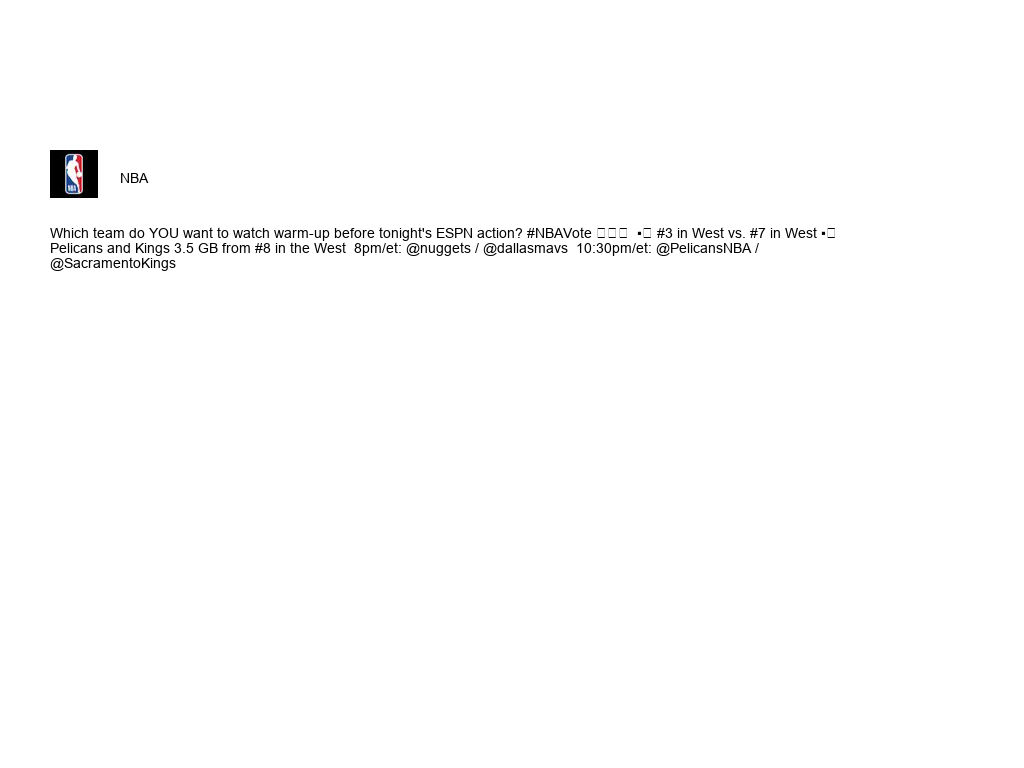 NBA
Which team do YOU want to watch warm-up before tonight's ESPN action? #NBAVote □□□  ▪□ #3 in West vs. #7 in West ▪□
Pelicans and Kings 3.5 GB from #8 in the West  8pm/et: @nuggets / @dallasmavs  10:30pm/et: @PelicansNBA /
@SacramentoKings